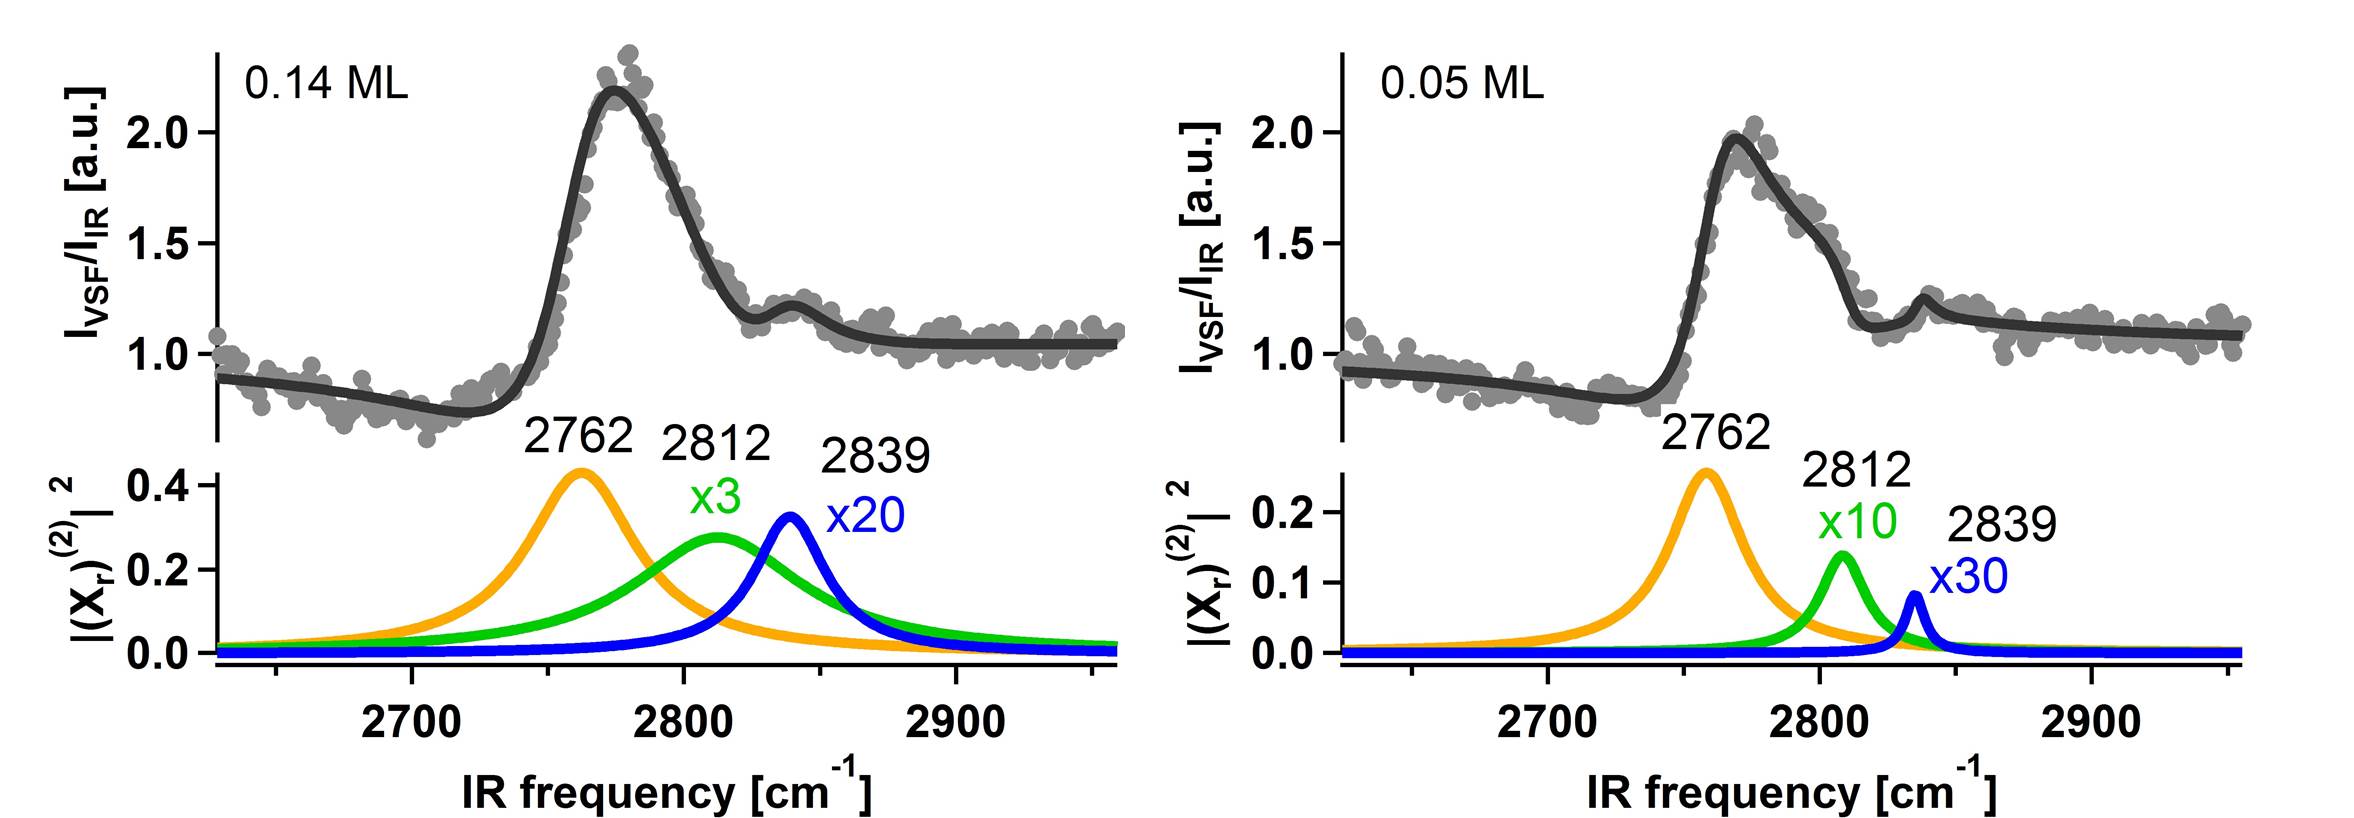 0.14 ML
I_VSF/I_IR [a.u.]
2.0
1.5
1.0
2762
2812
2839
x3
x20
|(X_r)^(2)|^2
0.4
0.2
0.0
2700 2800 2900
IR frequency [cm^-1]
0.05 ML
I_VSF/I_IR [a.u.]
2.0
1.5
1.0
2762
2812
x10
2839
x30
|(X_r)^(2)|^2
0.2
0.1
0.0
2700 2800 2900
IR frequency [cm^-1]